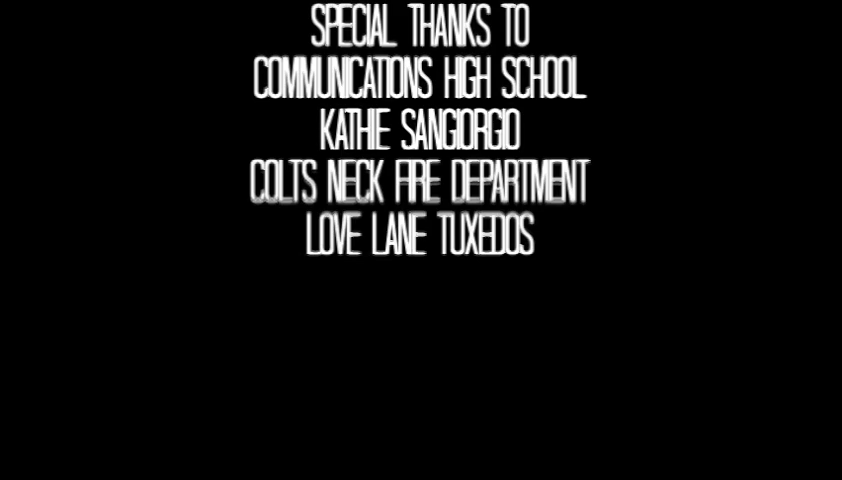 SPECIAL THANKS TO
COMMUNICATIONS HIGH SCHOOL
KATHIE SANGIORGIO
COLTS NECK FIRE DEPARTMENT
LOVE LANE TUXEDOS